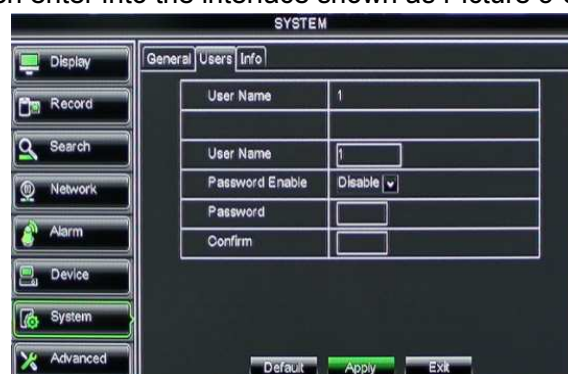 SYSTEM
Display
Record
Search
Network
Alarm
Device
System
Advanced
General Users Info
User Name 1
User Name 1
Password Enable Disable
Password
Confirm
Default Apply Exit